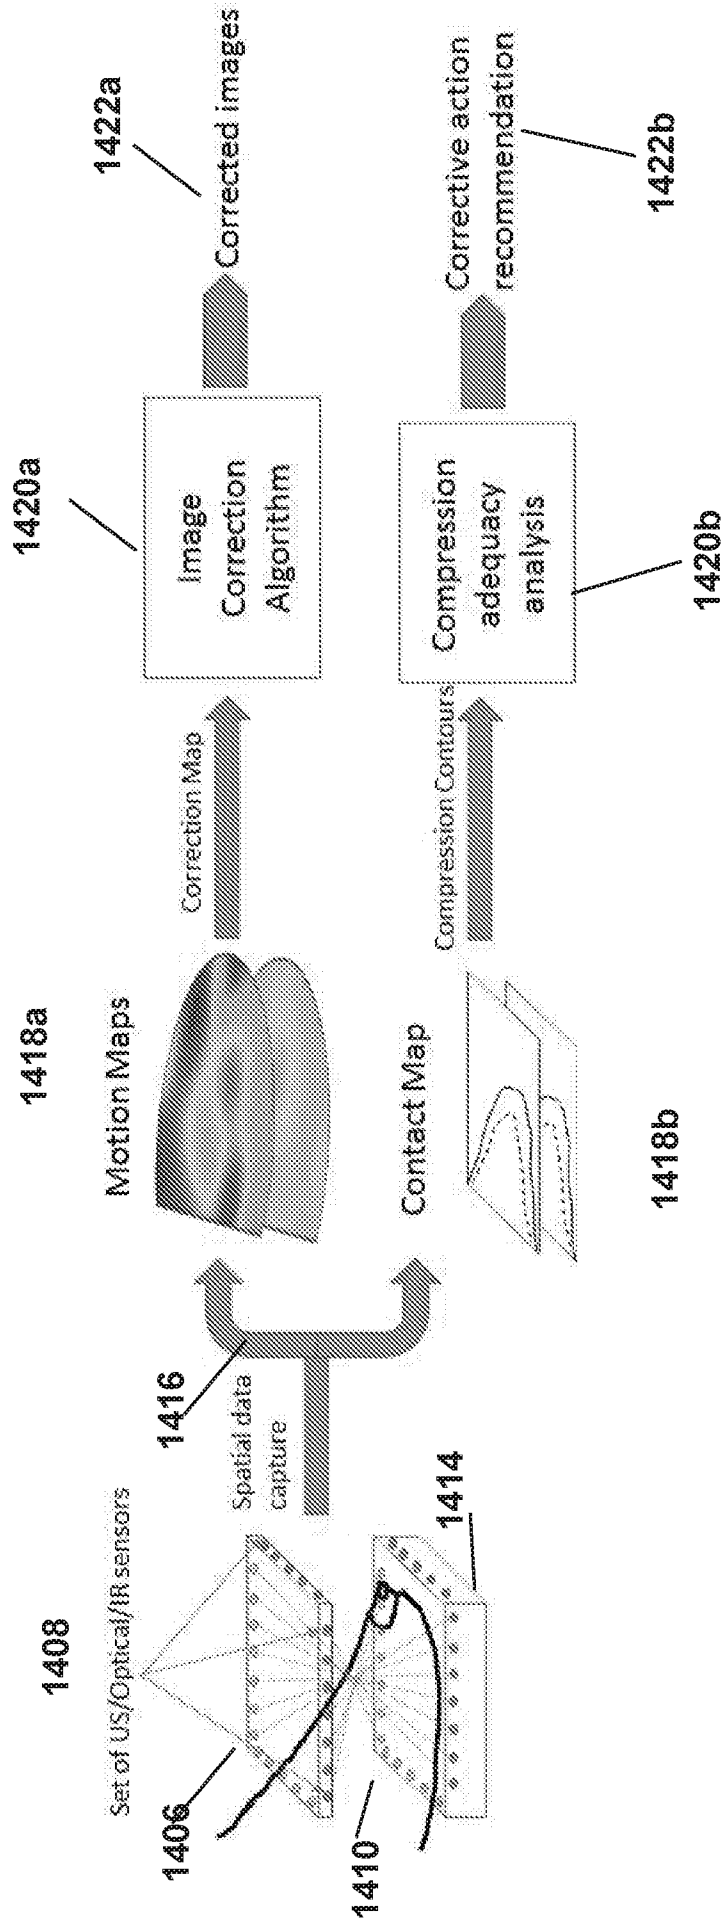 1408
Set of US/Optical/IR sensors
1406
1410
1414
1416
Spatial data
capture
1418a
Motion Maps
Contact Map
1418b
Correction Map
Compression Contours
1420a
Image
Correction
Algorithm
Compression
adequacy
analysis
1420b
1422a
Corrected images
Corrective action
recommendation
1422b